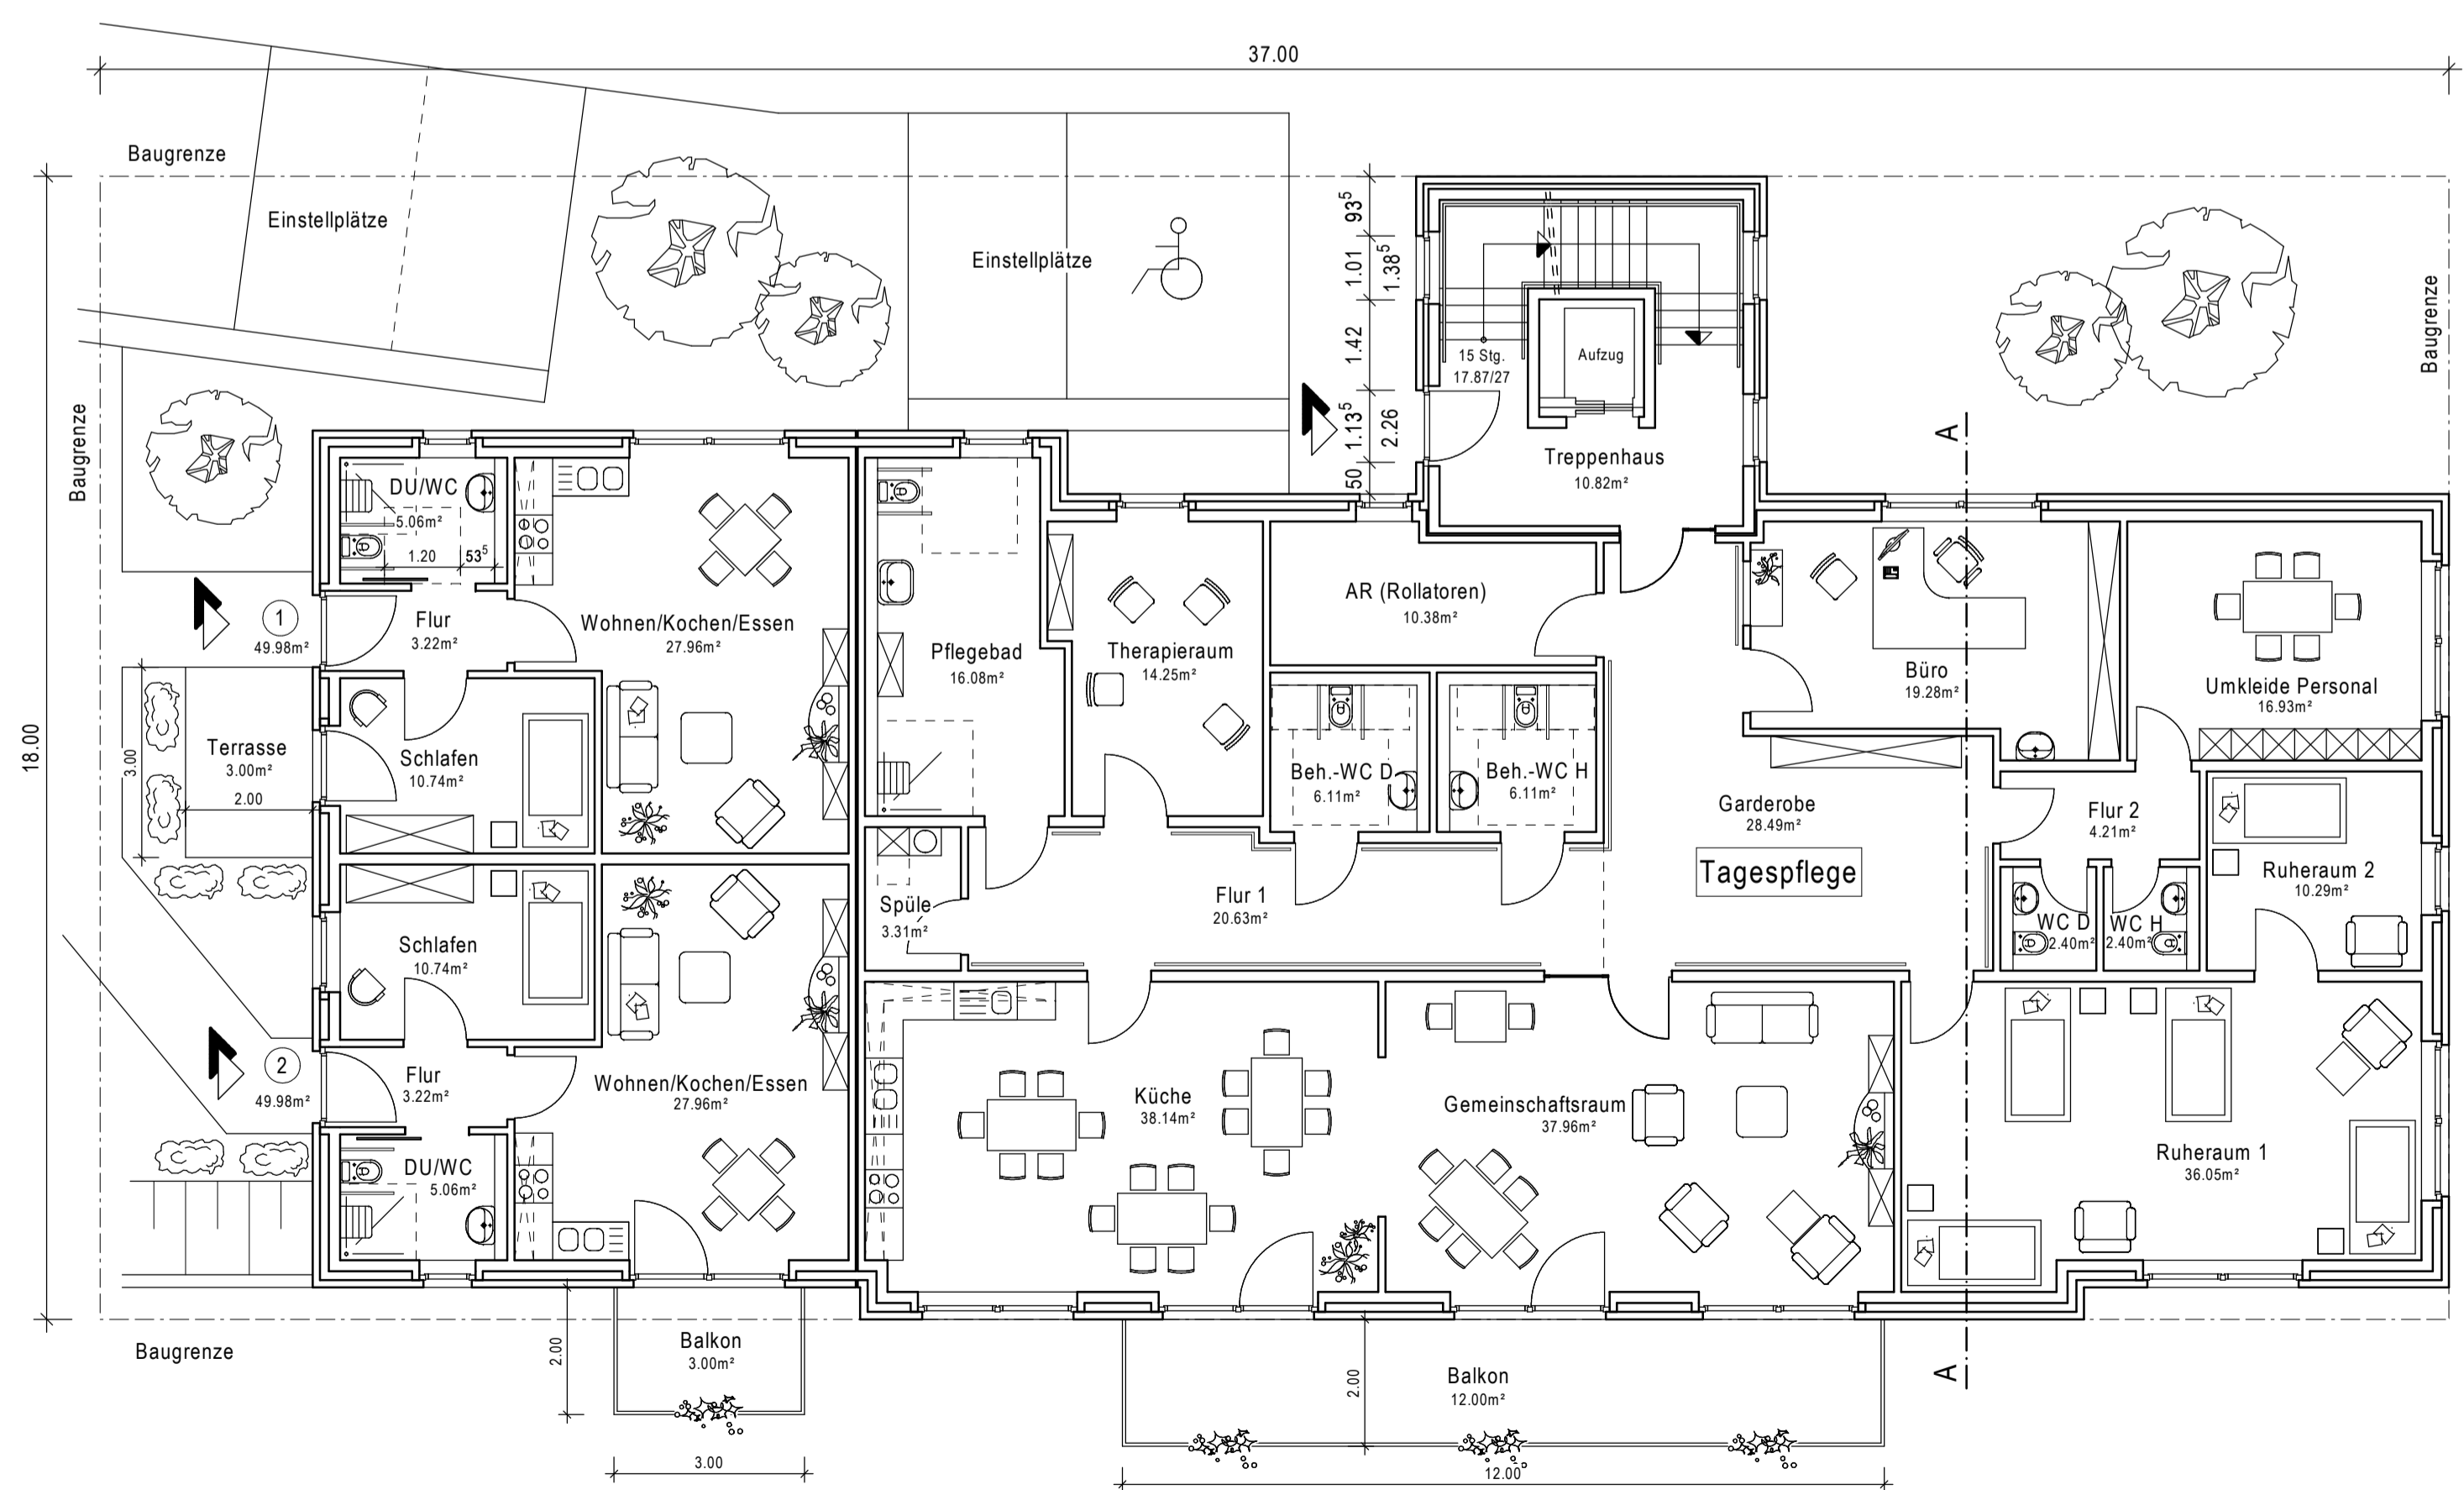 37.00
Baugrenze
Einstellplätze
Einstellplätze
93⁵
1.01
1.38⁵
1.42
1.13⁵
2.26
50
15 Stg.
17.87/27
Aufzug
Treppenhaus
10.82m²
Baugrenze
Baugrenze
18.00
A
DU/WC
5.06m²
1.20
53⁵
1
49.98m²
Flur
3.22m²
Wohnen/Kochen/Essen
27.96m²
Pflegebad
16.08m²
Therapieraum
14.25m²
AR (Rollatoren)
10.38m²
Büro
19.28m²
Umkleide Personal
16.93m²
3.00
Terrasse
3.00m²
2.00
Schlafen
10.74m²
Beh.-WC D
6.11m²
Beh.-WC H
6.11m²
Garderobe
28.49m²
Tagespflege
Flur 2
4.21m²
Ruheraum 2
10.29m²
Schlafen
10.74m²
Spüle
3.31m²
Flur 1
20.63m²
WC D
2.40m²
WC H
2.40m²
2
49.98m²
Flur
3.22m²
Wohnen/Kochen/Essen
27.96m²
Küche
38.14m²
Gemeinschaftsraum
37.96m²
Ruheraum 1
36.05m²
DU/WC
5.06m²
Baugrenze
2.00
Balkon
3.00m²
3.00
2.00
Balkon
12.00m²
12.00
A